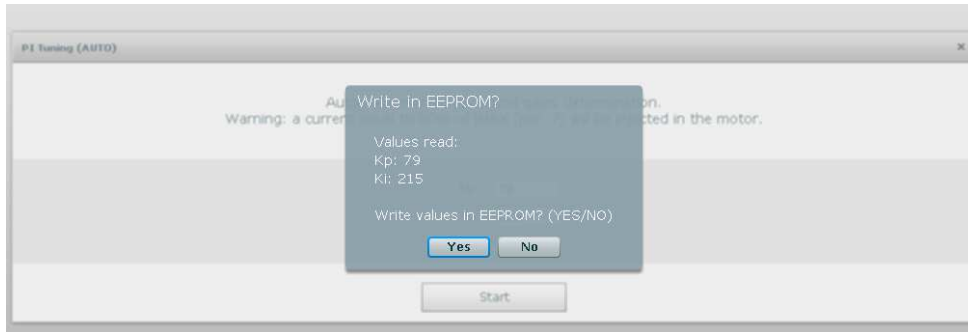 PI Tuning (AUTO)
x
Write in EEPROM?
Warning: a current in the motor.
Values read:
Kp: 79
Ki: 215
Write values in EEPROM? (YES/NO)
Yes No
Start